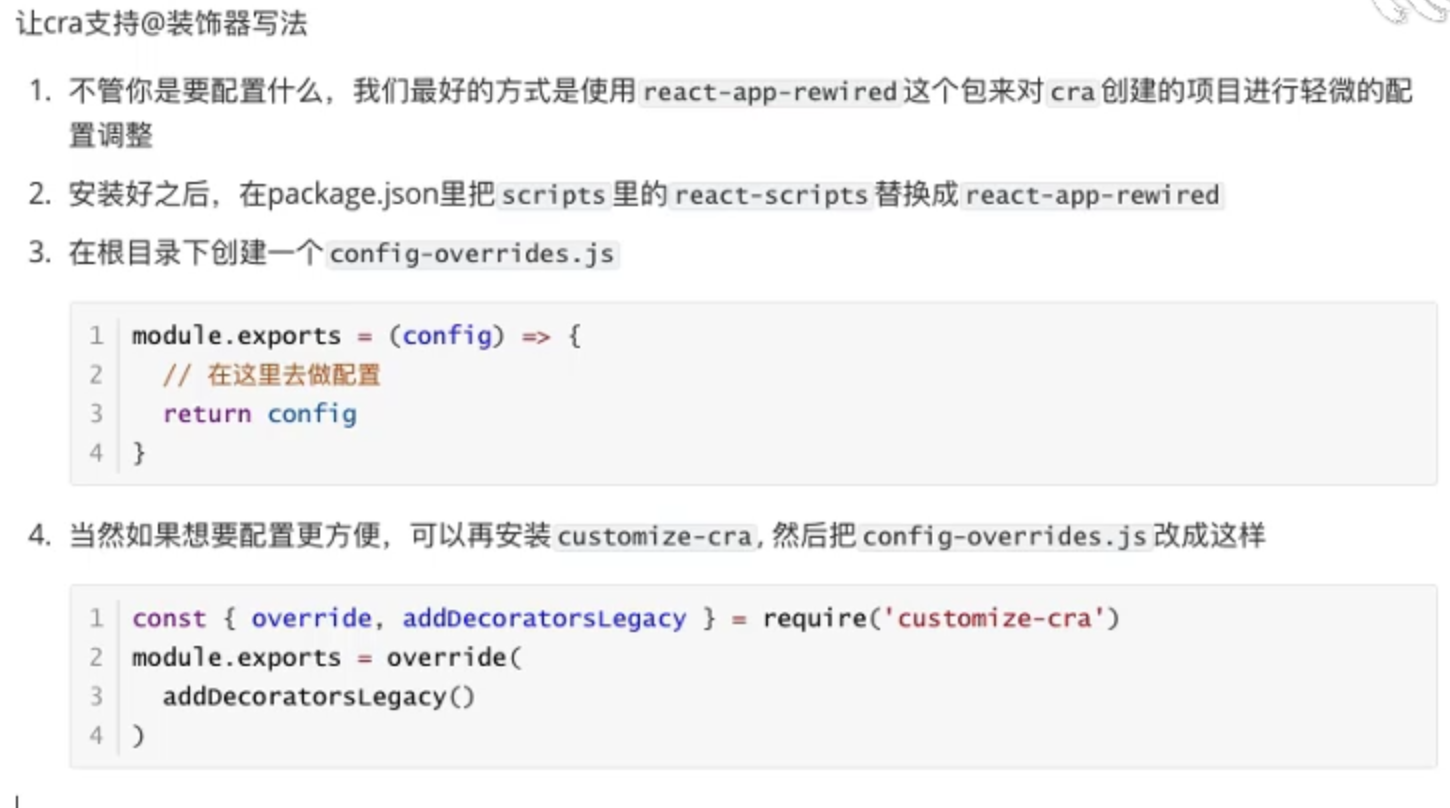 让cra支持@装饰器写法
1. 不管你是要配置什么，我们最好的方式是使用react-app-rewired这个包来对cra创建的项目进行轻微的配
置调整
2. 安装好之后，在package.json里把scripts里的react-scripts替换成react-app-rewired
3. 在根目录下创建一个config-overrides.js
1 module.exports = (config) => {
2   // 在这里去做配置
3   return config
4 }
4. 当然如果想要配置更方便，可以再安装customize-cra, 然后把config-overrides.js改成这样
1 const { override, addDecoratorsLegacy } = require('customize-cra')
2 module.exports = override(
3   addDecoratorsLegacy()
4 )